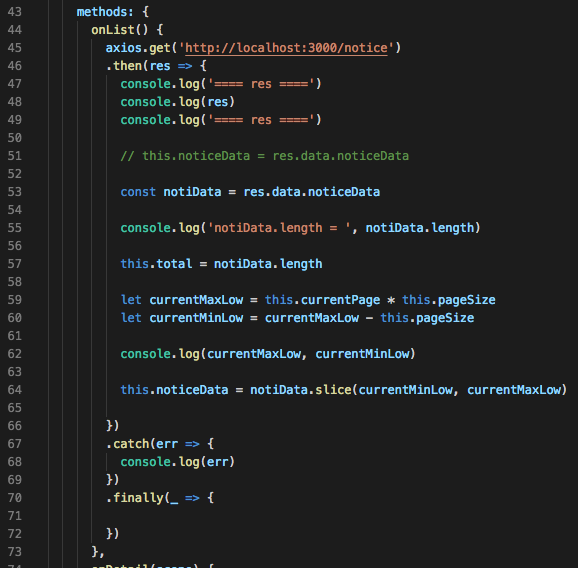 43 methods: {
44 onList() {
45 axios.get('http://localhost:3000/notice')
46 .then(res => {
47 console.log('==== res ====')
48 console.log(res)
49 console.log('==== res ====')
50
51 // this.noticeData = res.data.noticeData
52
53 const notiData = res.data.noticeData
54
55 console.log('notiData.length = ', notiData.length)
56
57 this.total = notiData.length
58
59 let currentMaxLow = this.currentPage * this.pageSize
60 let currentMinLow = currentMaxLow - this.pageSize
61
62 console.log(currentMaxLow, currentMinLow)
63
64 this.noticeData = notiData.slice(currentMinLow, currentMaxLow)
65
66 })
67 .catch(err => {
68 console.log(err)
69 })
70 .finally(_ => {
71
72 })
73 },